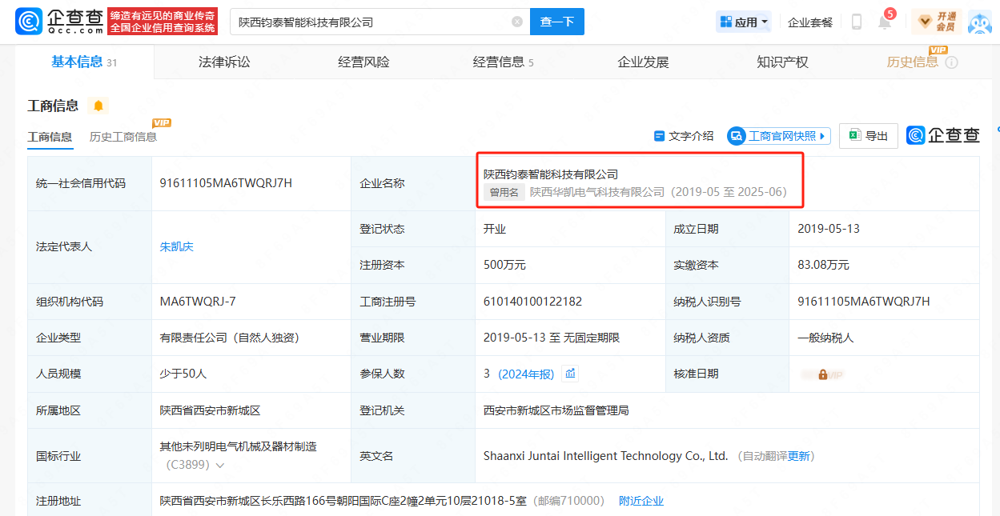 企查查
Qcc.com
缔造有远见的商业传奇
全国企业信用查询系统
陕西钧泰智能科技有限公司
查一下
应用
企业套餐
5
开通会员
基本信息 31
法律诉讼
经营风险
经营信息 5
企业发展
知识产权
历史信息
VIP
工商信息
工商信息
历史工商信息
VIP
文字介绍
工商官网快照
导出
企查查
统一社会信用代码 91611105MA6TWQRJ7H 企业名称 陕西钧泰智能科技有限公司
曾用名 陕西华凯电气科技有限公司（2019-05 至 2025-06）
法定代表人 朱凯庆
登记状态 开业 成立日期 2019-05-13
注册资本 500万元 实缴资本 83.08万元
组织机构代码 MA6TWQRJ-7 工商注册号 610140100122182 纳税人识别号 91611105MA6TWQRJ7H
企业类型 有限责任公司（自然人独资） 营业期限 2019-05-13 至 无固定期限 纳税人资质 一般纳税人
人员规模 少于50人 参保人数 3 （2024年报） 核准日期 VIP
所属地区 陕西省西安市新城区 登记机关 西安市新城区市场监督管理局
国标行业 其他未列明电气机械及器材制造
（C3899）
英文名 Shaanxi Juntai Intelligent Technology Co., Ltd. （自动翻译更新）
注册地址 陕西省西安市新城区长乐西路166号朝阳国际C座2幢2单元10层21018-5室（邮编710000） 附近企业